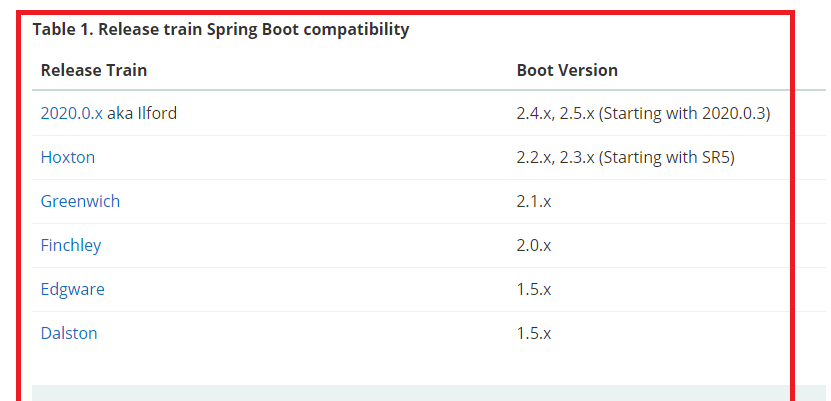 Table 1. Release train Spring Boot compatibility
Release Train Boot Version
2020.0.x aka Ilford 2.4.x, 2.5.x (Starting with 2020.0.3)
Hoxton 2.2.x, 2.3.x (Starting with SR5)
Greenwich 2.1.x
Finchley 2.0.x
Edgware 1.5.x
Dalston 1.5.x